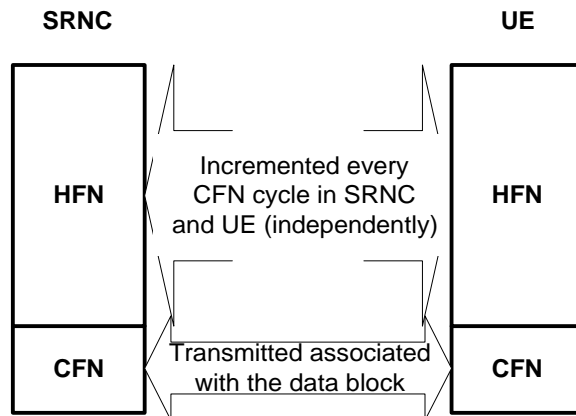 SRNC
UE
HFN
Incremented every
CFN cycle in SRNC
and UE (independently)
HFN
CFN
Transmitted associated
with the data block
CFN